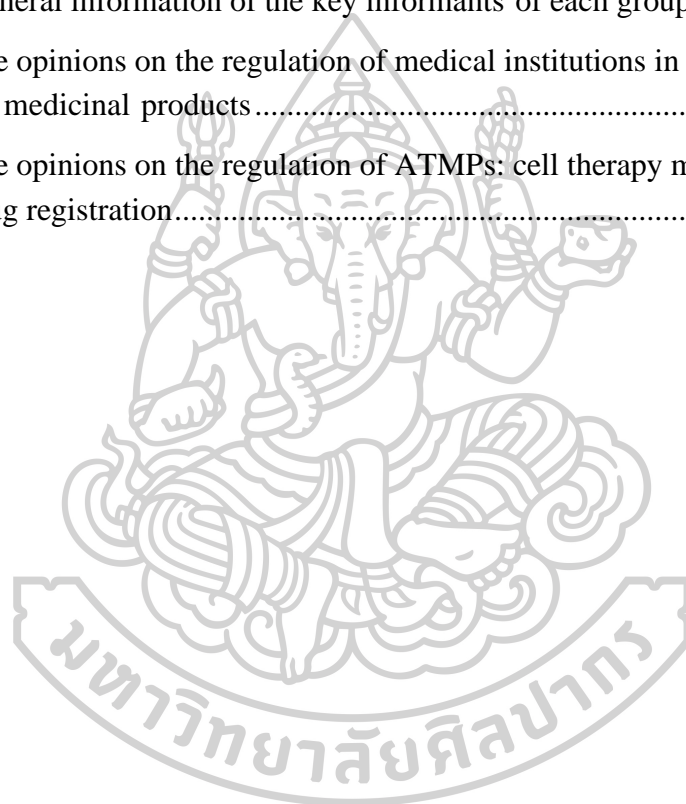 neral information of the key informants of each group
e opinions on the regulation of medical institutions in
medicinal products................................................................
e opinions on the regulation of ATMPs: cell therapy m
g registration................................................................
มหาวิทยาลัยศิลปากร